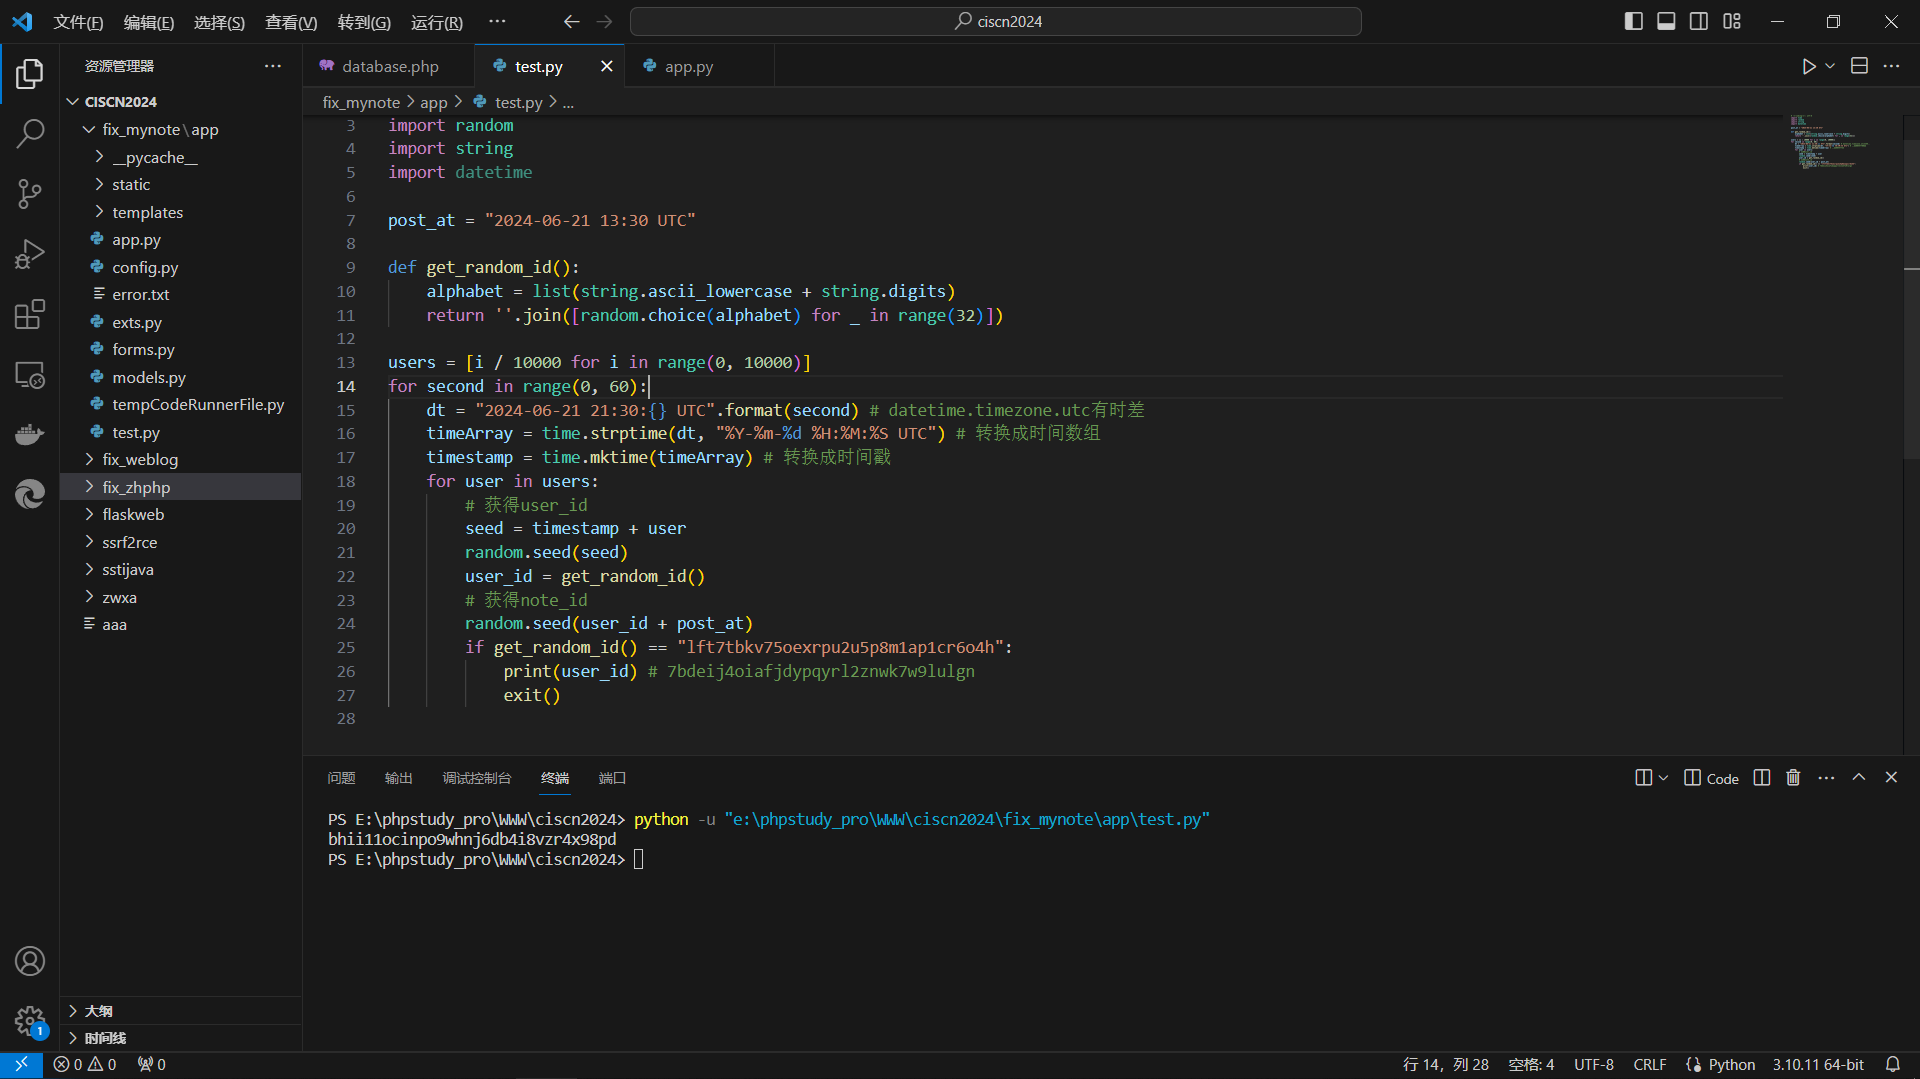 文件(F) 编辑(E) 选择(S) 查看(V) 转到(G) 运行(R) ··· ciscn2024
资源管理器 ···
CISCN2024
fix_mynote\app
__pycache__
static
templates
app.py
config.py
error.txt
exts.py
forms.py
models.py
tempCodeRunnerFile.py
test.py
fix_weblog
fix_zhphp
flaskweb
ssrf2rce
sstijava
zwxa
aaa
大纲
时间线
database.php test.py app.py
fix_mynote > app > test.py > ...
3 import random
4 import string
5 import datetime
6
7 post_at = "2024-06-21 13:30 UTC"
8
9 def get_random_id():
10 alphabet = list(string.ascii_lowercase + string.digits)
11 return ''.join([random.choice(alphabet) for _ in range(32)])
12
13 users = [i / 10000 for i in range(0, 10000)]
14 for second in range(0, 60):
15 dt = "2024-06-21 21:30:{} UTC".format(second) # datetime.timezone.utc有时差
16 timeArray = time.strptime(dt, "%Y-%m-%d %H:%M:%S UTC") # 转换成时间数组
17 timestamp = time.mktime(timeArray) # 转换成时间戳
18 for user in users:
19 # 获得user_id
20 seed = timestamp + user
21 random.seed(seed)
22 user_id = get_random_id()
23 # 获得note_id
24 random.seed(user_id + post_at)
25 if get_random_id() == "lft7tbkv75oexrpu2u5p8m1ap1cr6o4h":
26 print(user_id) # 7bdeij4oiafjdypqyrl2znwk7w9lulgn
27 exit()
28
问题 输出 调试控制台 终端 端口 Code
PS E:\phpstudy_pro\WWW\ciscn2024> python -u "e:\phpstudy_pro\WWW\ciscn2024\fix_mynote\app\test.py"
bhii11ocinpo9whnj6db4i8vzr4x98pd
PS E:\phpstudy_pro\WWW\ciscn2024>
1
0 0 0 行 14，列 28 空格: 4 UTF-8 CRLF Python 3.10.11 64-bit